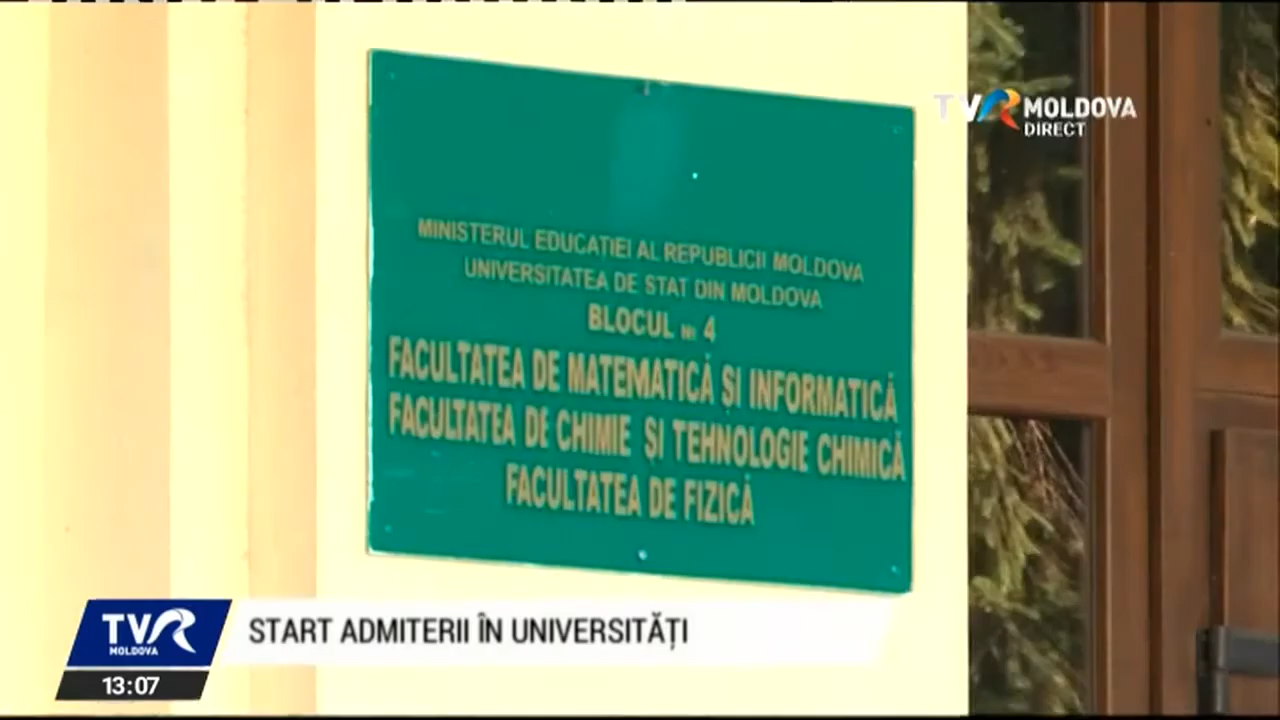 TVR MOLDOVA
DIRECT
MINISTERUL EDUCAȚIEI AL REPUBLICII MOLDOVA
UNIVERSITATEA DE STAT DIN MOLDOVA
BLOCUL Nr 4
FACULTATEA DE MATEMATICĂ ȘI INFORMATICĂ
FACULTATEA DE CHIMIE ȘI TEHNOLOGIE CHIMICĂ
FACULTATEA DE FIZICĂ
TVR
MOLDOVA
START ADMITERII ÎN UNIVERSITĂȚI
13:07